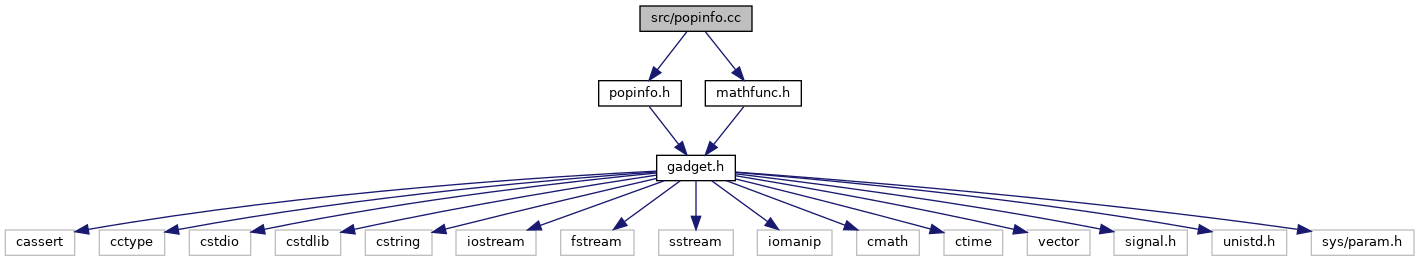 src/popinfo.cc
popinfo.h
mathfunc.h
gadget.h
cassert
cctype
cstdio
cstdlib
cstring
iostream
fstream
sstream
iomanip
cmath
ctime
vector
signal.h
unistd.h
sys/param.h